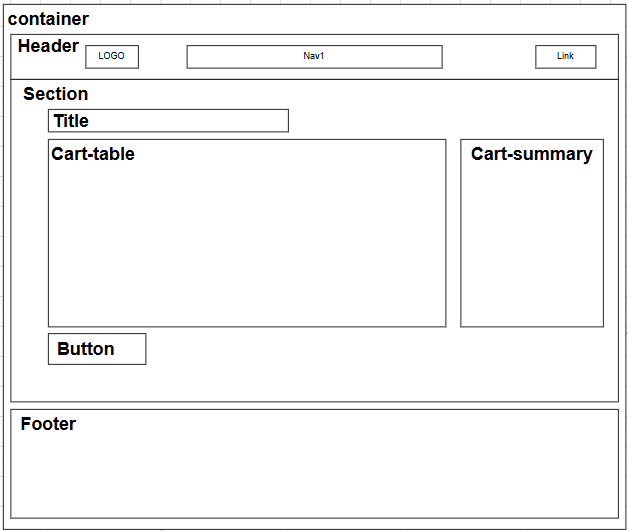 container
Header
LOGO
Nav1
Link
Section
Title
Cart-table
Cart-summary
Button
Footer